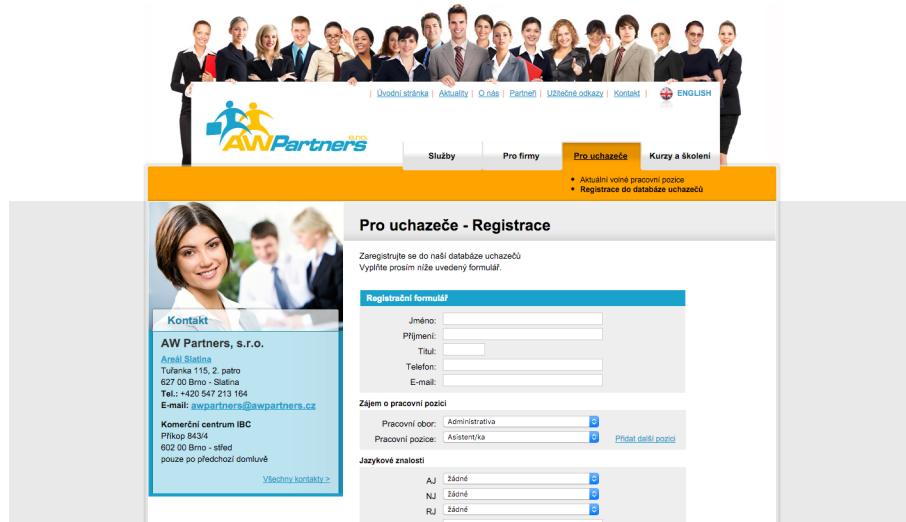 | Úvodní stránka | Aktuality | O nás | Partneři | Užitečné odkazy | Kontakt | ENGLISH
AWPartners s.r.o.
Služby Pro firmy Pro uchazeče Kurzy a školení
• Aktuální volné pracovní pozice
• Registrace do databáze uchazečů
Pro uchazeče - Registrace
Zaregistrujte se do naší databáze uchazečů
Vyplňte prosím níže uvedený formulář.
Kontakt
AW Partners, s.r.o.
Areál Slatina
Tuřanka 115, 2. patro
627 00 Brno - Slatina
Tel.: +420 547 213 164
E-mail: awpartners@awpartners.cz
Komerční centrum IBC
Příkop 843/4
602 00 Brno - střed
pouze po předchozí domluvě
Všechny kontakty >
Registrační formulář
Jméno:
Příjmení:
Titul:
Telefon:
E-mail:
Zájem o pracovní pozici
Pracovní obor: Administrativa
Pracovní pozice: Asistent/ka Přidat další pozici
Jazykové znalosti
AJ žádné
NJ žádné
RJ žádné